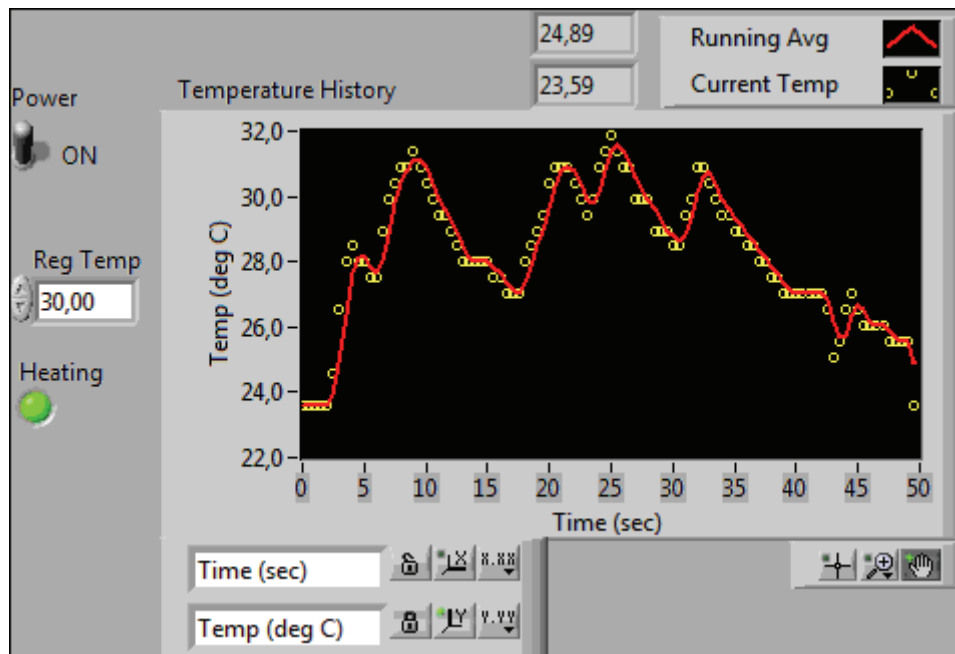 24,89
Running Avg
Temperature History
23,59
Current Temp
Power
ON
Reg Temp
30,00
Heating
Temp (deg C)
32,0
30,0
28,0
26,0
24,0
22,0
0 5 10 15 20 25 30 35 40 45 50
Time (sec)
Time (sec)
X.XX
Temp (deg C)
Y.YY